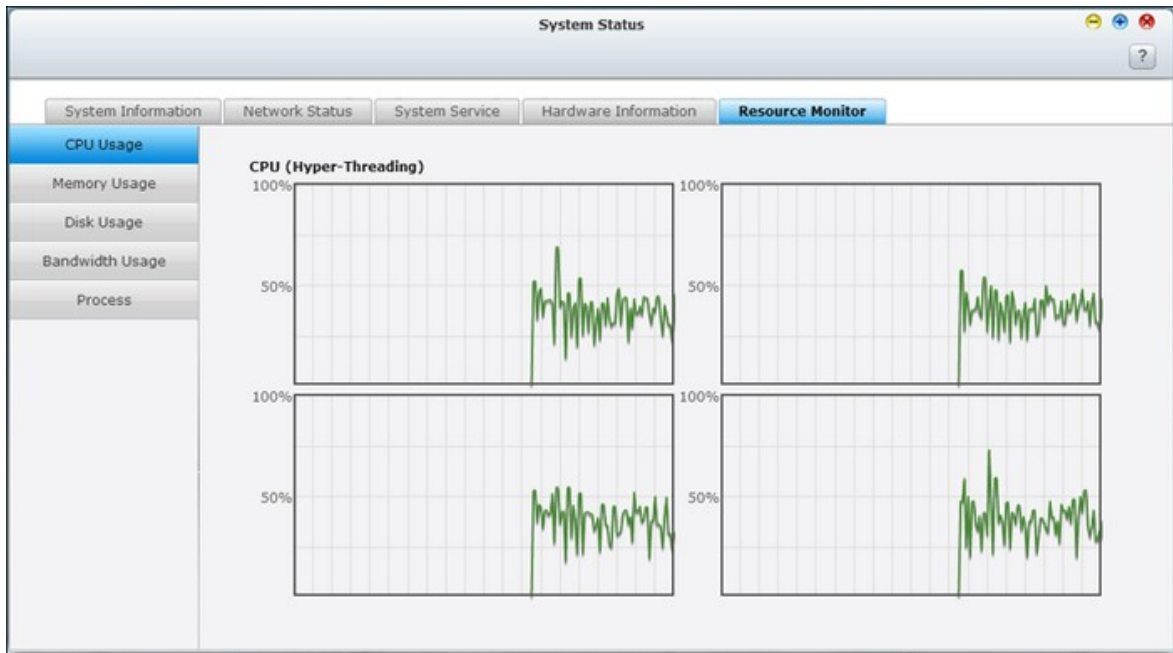 System Status
?
System Information Network Status System Service Hardware Information Resource Monitor
CPU Usage
Memory Usage
Disk Usage
Bandwidth Usage
Process
CPU (Hyper-Threading)
100% 100%
50% 50%
100% 100%
50% 50%